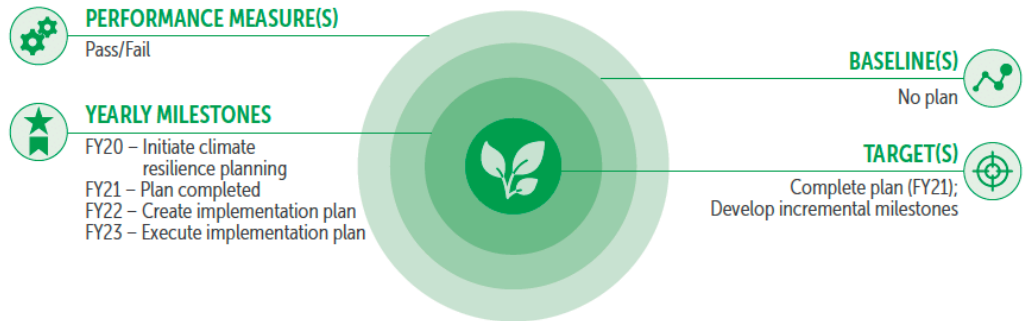 PERFORMANCE MEASURE(S)
Pass/Fail
YEARLY MILESTONES
FY20 – Initiate climate
resilience planning
FY21 – Plan completed
FY22 – Create implementation plan
FY23 – Execute implementation plan
BASELINE(S)
No plan
TARGET(S)
Complete plan (FY21);
Develop incremental milestones